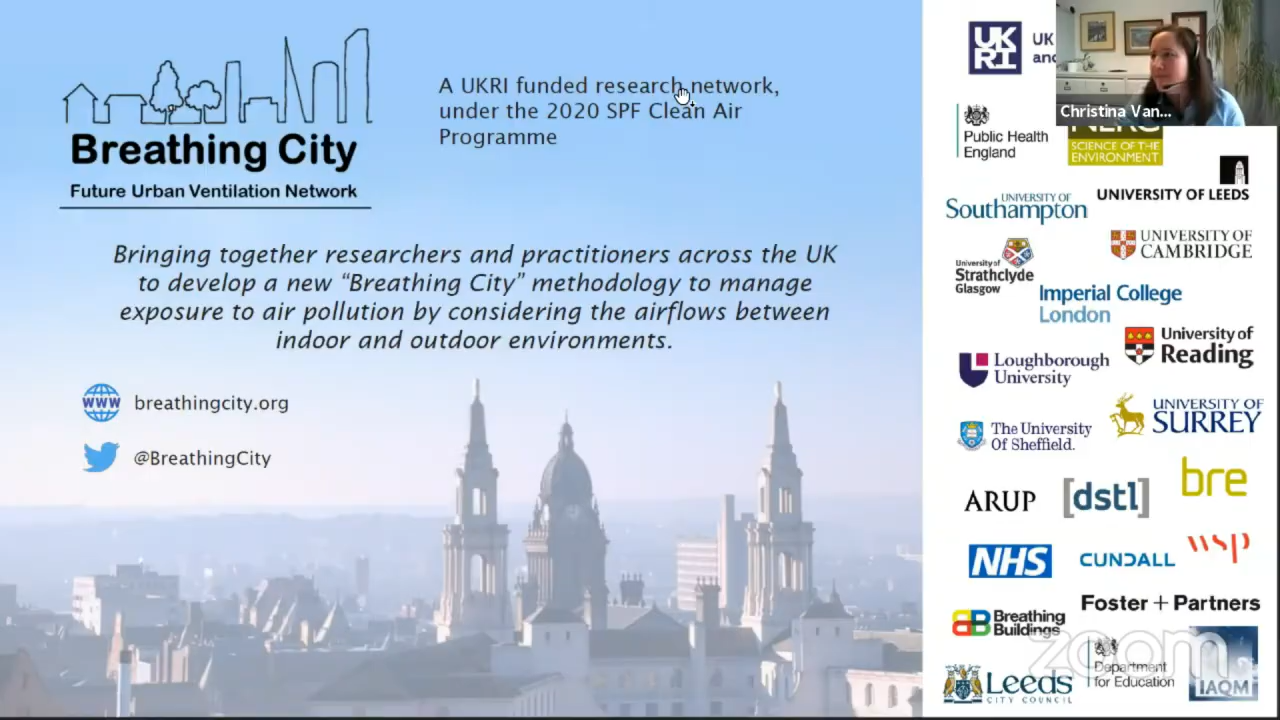 Breathing City
Future Urban Ventilation Network
A UKRI funded research network,
under the 2020 SPF Clean Air
Programme
Bringing together researchers and practitioners across the UK
to develop a new “Breathing City” methodology to manage
exposure to air pollution by considering the airflows between
indoor and outdoor environments.
www
breathingcity.org
@BreathingCity
UK
RI
UK
Christina Van...
Public Health
England
NERC
SCIENCE OF THE
ENVIRONMENT
UNIVERSITY OF
Southampton
UNIVERSITY OF LEEDS
University of
Strathclyde
Glasgow
UNIVERSITY OF
CAMBRIDGE
Imperial College
London
Loughborough
University
University of
Reading
The University
Of Sheffield.
UNIVERSITY OF
SURREY
ARUP
[dstl]
bre
NHS
CUNDALL
wsp
Breathing
Buildings
Foster + Partners
zoom
Leeds
CITY COUNCIL
Department
for Education
IAQM